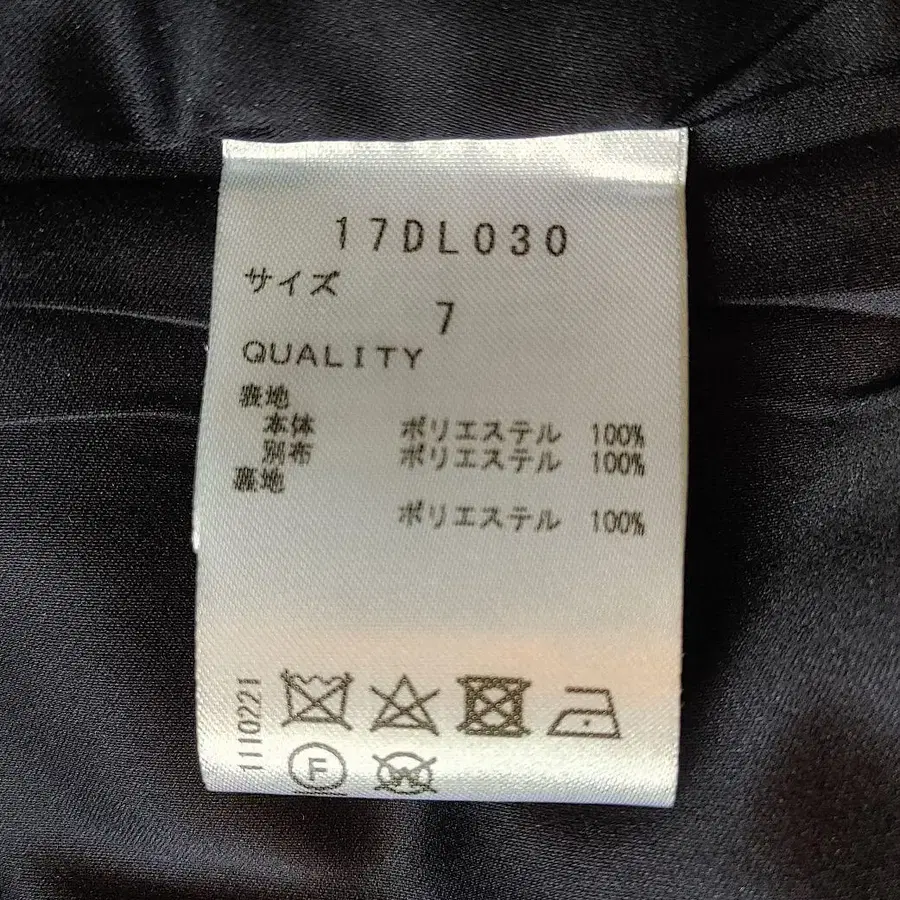 17DL030
サイズ
7
QUALITY
表地
本体 ポリエステル 100%
別布 ポリエステル 100%
裏地
ポリエステル 100%
1110221
F
W